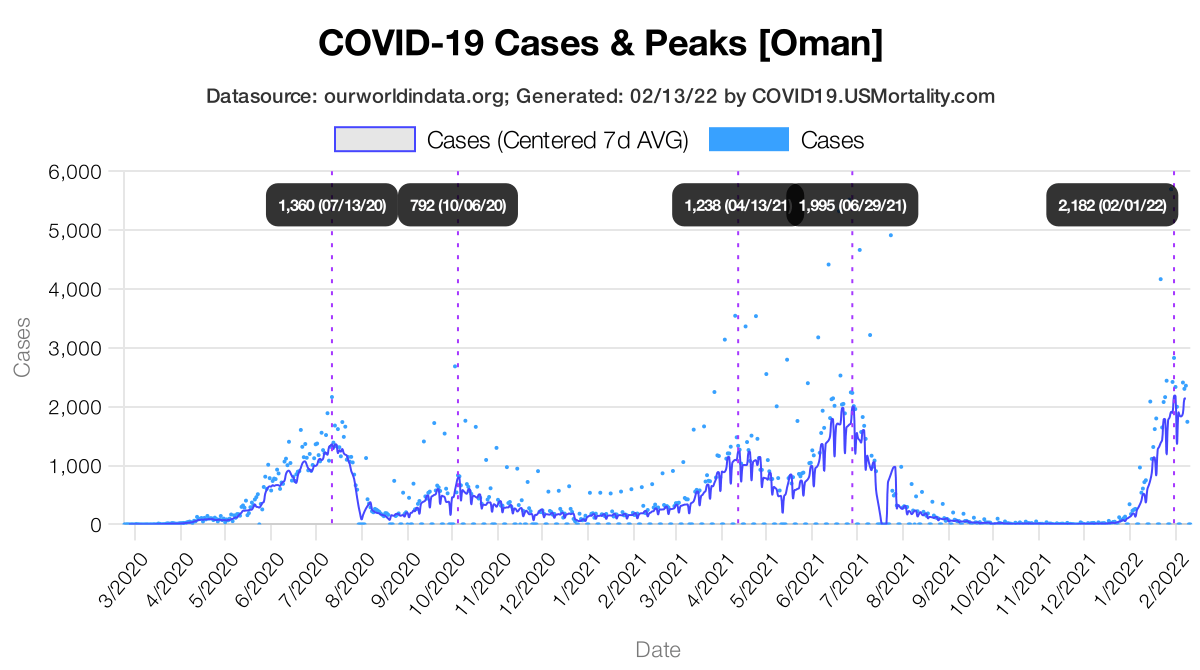 COVID-19 Cases & Peaks [Oman]
Datasource: ourworldindata.org; Generated: 02/13/22 by COVID19.USMortality.com
Cases (Centered 7d AVG) Cases
6,000
1,360 (07/13/20) 792 (10/06/20) 1,238 (04/13/21) 1,995 (06/29/21) 2,182 (02/01/22)
5,000
4,000
Cases
3,000
2,000
1,000
0
3/2020 4/2020 5/2020 6/2020 7/2020 8/2020 9/2020 10/2020 11/2020 12/2020 1/2021 2/2021 3/2021 4/2021 5/2021 6/2021 7/2021 8/2021 9/2021 10/2021 11/2021 12/2021 1/2022 2/2022
Date